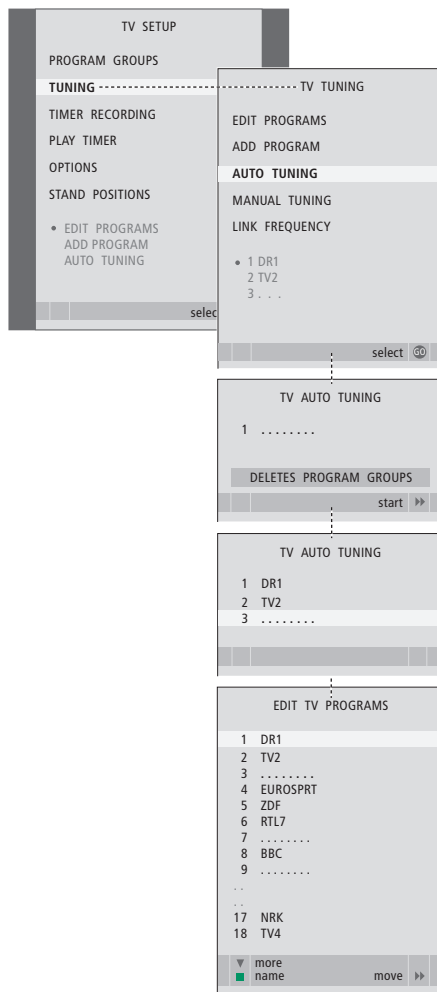 TV SETUP
PROGRAM GROUPS
TUNING
TIMER RECORDING
PLAY TIMER
OPTIONS
STAND POSITIONS
• EDIT PROGRAMS
ADD PROGRAM
AUTO TUNING
TV TUNING
EDIT PROGRAMS
ADD PROGRAM
AUTO TUNING
MANUAL TUNING
LINK FREQUENCY
• 1 DR1
2 TV2
3 . . .
select GO
TV AUTO TUNING
1 ........
DELETES PROGRAM GROUPS
start
TV AUTO TUNING
1 DR1
2 TV2
3 ........
EDIT TV PROGRAMS
1 DR1
2 TV2
3 ........
4 EUROSPRT
5 ZDF
6 RTL7
7 ........
8 BBC
9 ........
. .
. .
17 NRK
18 TV4
▼ more
■ name move